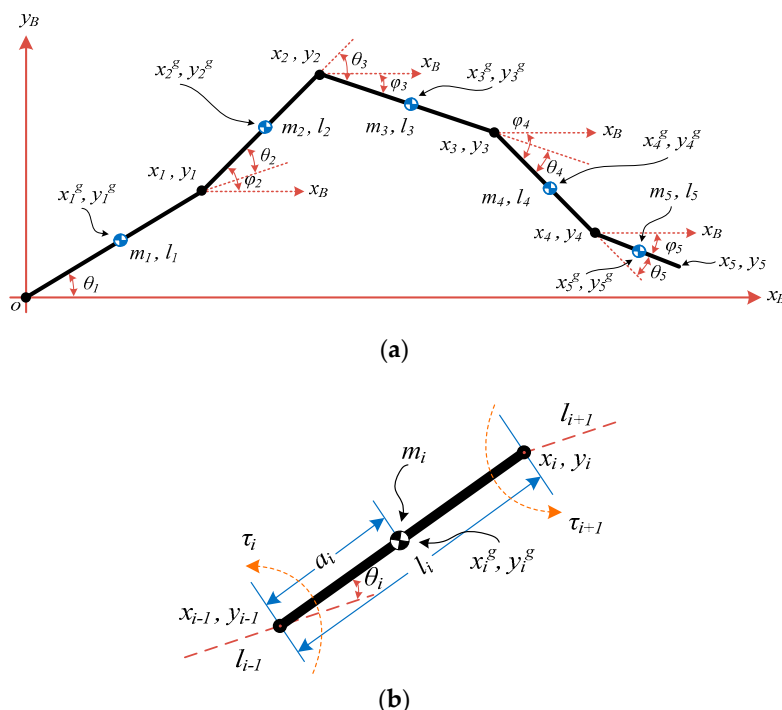 y_B
x_2, y_2
θ_3
x_B
x_2^g, y_2^g
φ_3
x_3^g, y_3^g
m_2, l_2
m_3, l_3
φ_4
x_B
x_3, y_3
x_4^g, y_4^g
x_1, y_1
θ_2
θ_4
φ_2
x_B
m_5, l_5
x_1^g, y_1^g
m_4, l_4
x_4, y_4
x_B
φ_5
m_1, l_1
x_5, y_5
θ_5
x_5^g, y_5^g
θ_1
o
x_B
(a)
l_{i+1}
m_i
x_i, y_i
τ_{i+1}
τ_i
a_i
x_i^g, y_i^g
l_i
θ_i
x_{i-1}, y_{i-1}
l_{i-1}
(b)